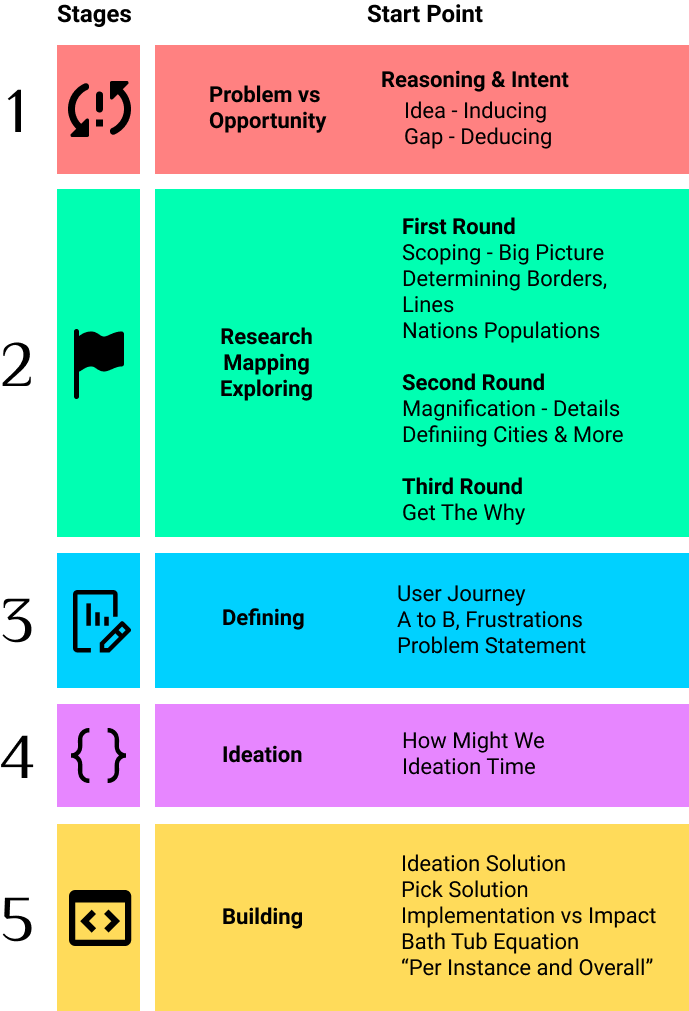 Stages
Start Point
1
Problem vs
Opportunity
Reasoning & Intent
Idea - Inducing
Gap - Deducing
2
Research
Mapping
Exploring
First Round
Scoping - Big Picture
Determining Borders,
Lines
Nations Populations
Second Round
Magnification - Details
Definiing Cities & More
Third Round
Get The Why
3
Defining
User Journey
A to B, Frustrations
Problem Statement
4
{ }
Ideation
How Might We
Ideation Time
5
Building
Ideation Solution
Pick Solution
Implementation vs Impact
Bath Tub Equation
“Per Instance and Overall”